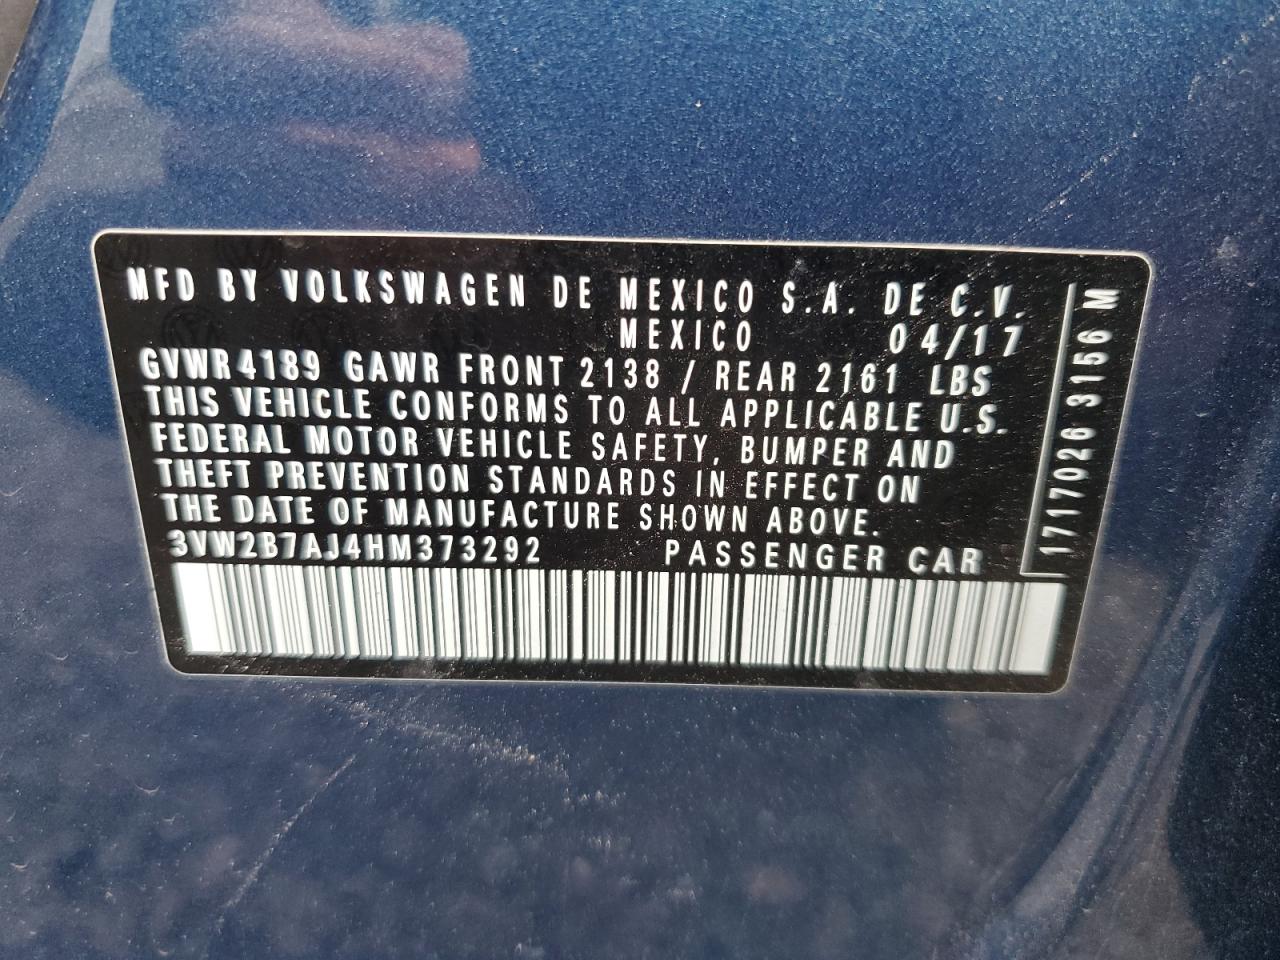 MFD BY VOLKSWAGEN DE MEXICO S.A. DE C.V.
MEXICO 04/17
GVWR 4189 GAWR FRONT 2138 / REAR 2161 LBS
THIS VEHICLE CONFORMS TO ALL APPLICABLE U.S.
FEDERAL MOTOR VEHICLE SAFETY, BUMPER AND
THEFT PREVENTION STANDARDS IN EFFECT ON
THE DATE OF MANUFACTURE SHOWN ABOVE.
3VW2B7AJ4HM373292 PASSENGER CAR
1717026 3156 M